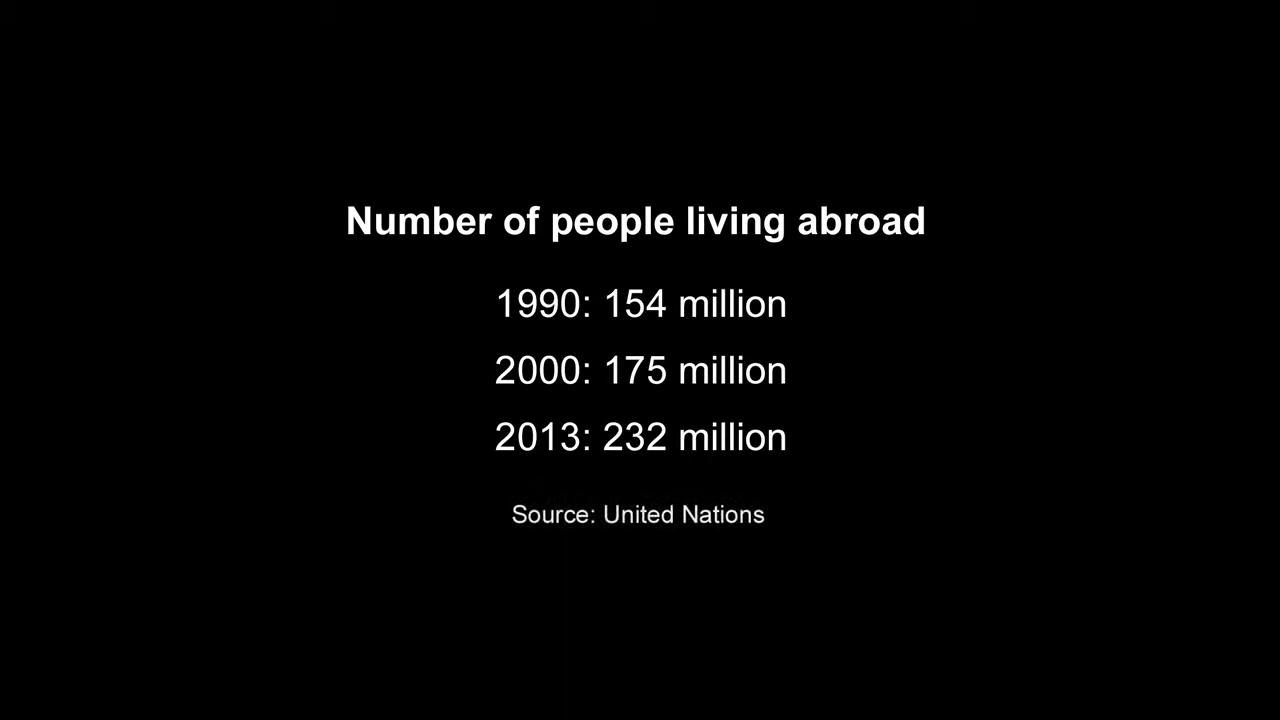 Number of people living abroad
1990: 154 million
2000: 175 million
2013: 232 million
Source: United Nations